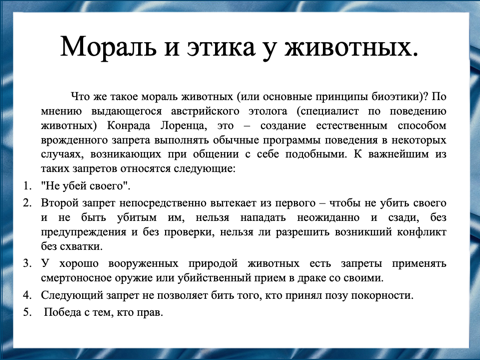 Мораль и этика у животных.
Что же такое мораль животных (или основные принципы биоэтики)? По
мнению выдающегося австрийского этолога (специалист по поведению
животных) Конрада Лоренца, это – создание естественным способом
врожденного запрета выполнять обычные программы поведения в некоторых
случаях, возникающих при общении с себе подобными. К важнейшим из
таких запретов относятся следующие:
1. "Не убей своего".
2. Второй запрет непосредственно вытекает из первого – чтобы не убить своего
и не быть убитым им, нельзя нападать неожиданно и сзади, без
предупреждения и без проверки, нельзя ли разрешить возникший конфликт
без схватки.
3. У хорошо вооруженных природой животных есть запреты применять
смертоносное оружие или убийственный прием в драке со своими.
4. Следующий запрет не позволяет бить того, кто принял позу покорности.
5. Победа с тем, кто прав.